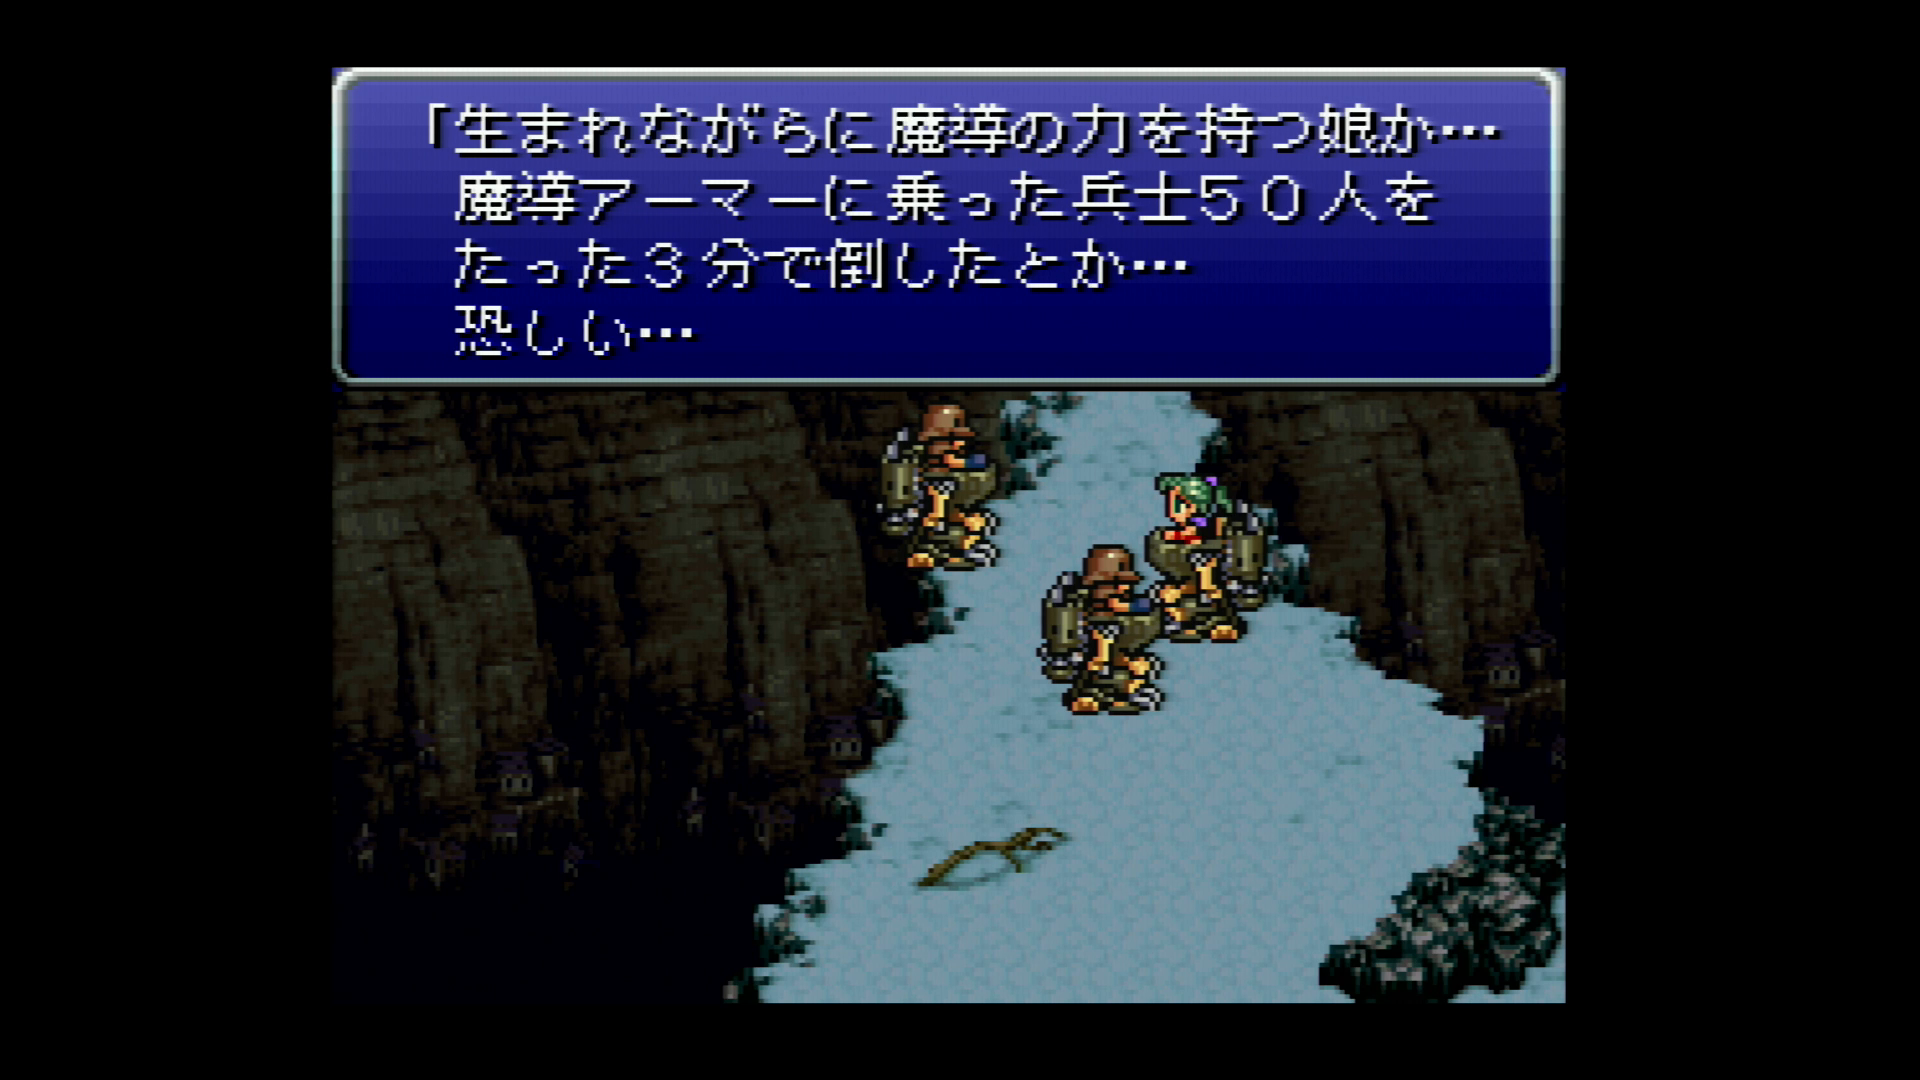 「生まれながらに魔導の力を持つ娘か…
魔導アーマーに乗った兵士５０人を
たった３分で倒したとか…
恐しい…